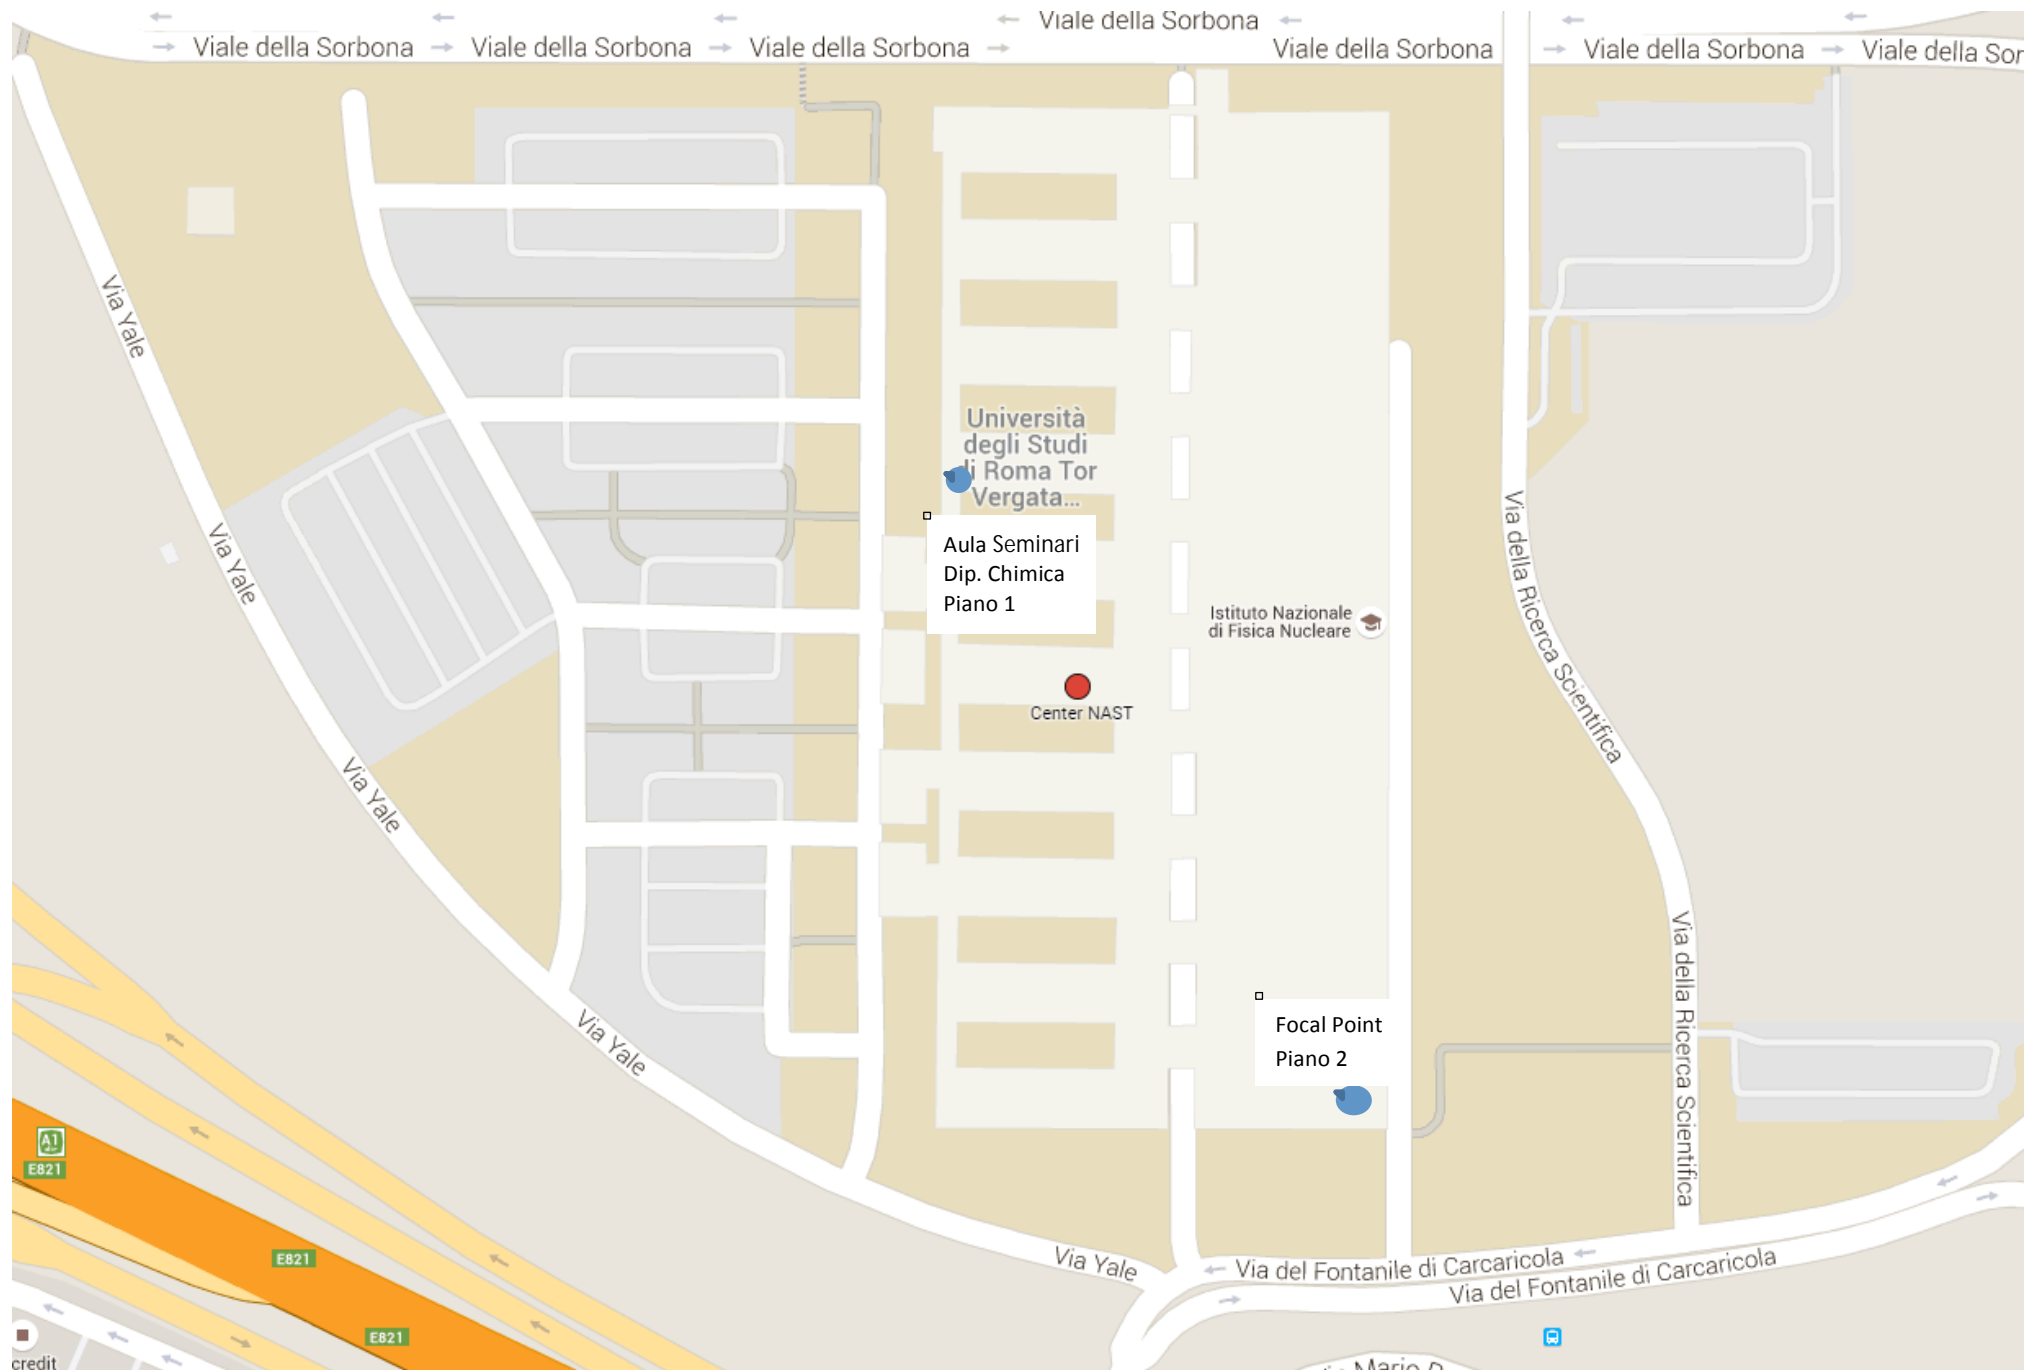 Viale della Sorbona
Viale della Sorbona
Viale della Sorbona
Viale della Sorbona
Viale della Sorbona
Viale della Sorbona
Viale della Sor
Via Yale
Università
degli Studi
di Roma Tor
Vergata...
Aula Seminari
Dip. Chimica
Piano 1
Via Yale
Via della Ricerca Scientifica
Istituto Nazionale
di Fisica Nucleare
Center NAST
Via Yale
Via della Ricerca Scientifica
Via Yale
Focal Point
Piano 2
A1
E821
E821
E821
Via Yale
Via del Fontanile di Carcaricola
Via del Fontanile di Carcaricola
credit